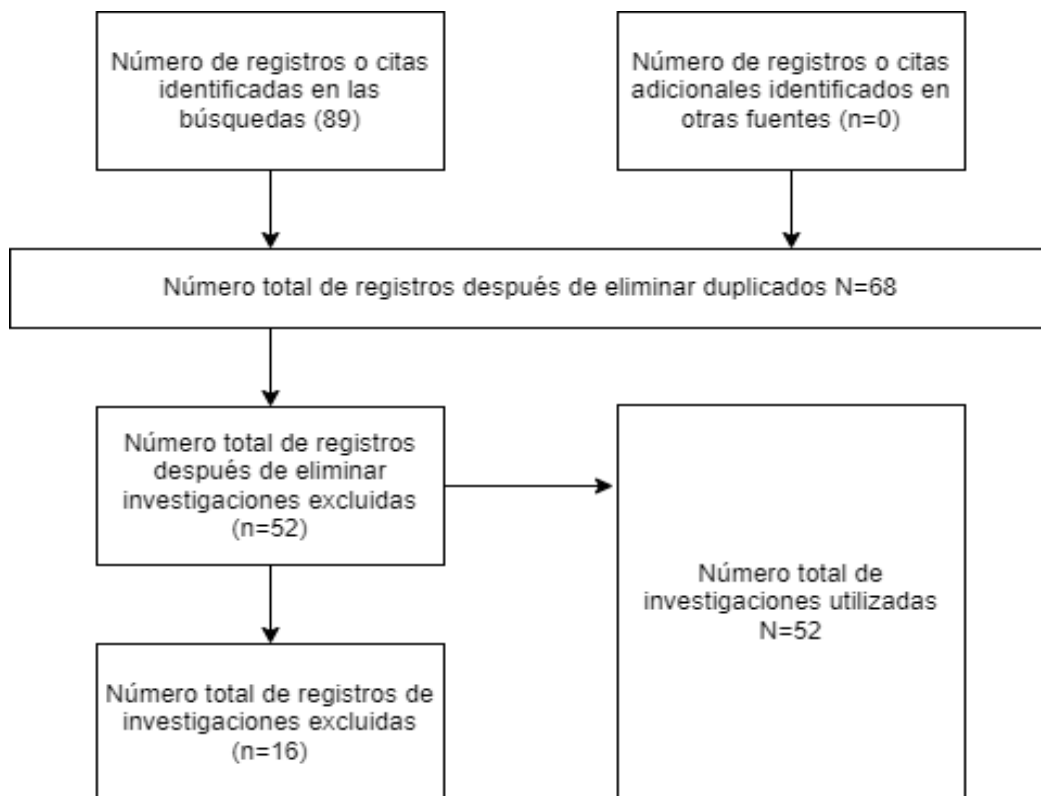 Número de registros o citas
identificadas en las
búsquedas (89)
Número de registros o citas
adicionales identificados en
otras fuentes (n=0)
Número total de registros después de eliminar duplicados N=68
Número total de registros
después de eliminar
investigaciones excluidas
(n=52)
Número total de
investigaciones utilizadas
N=52
Número total de registros de
investigaciones excluidas
(n=16)